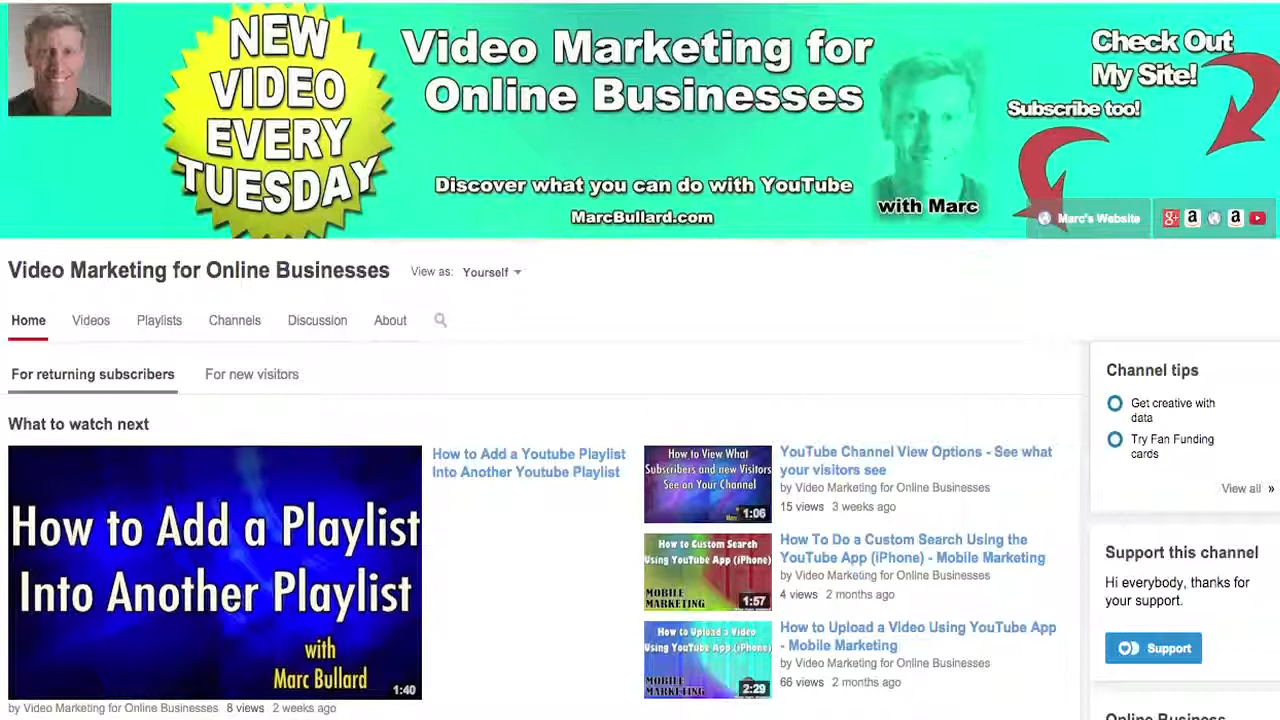 NEW
VIDEO
EVERY
TUESDAY
Video Marketing for
Online Businesses
Discover what you can do with YouTube
MarcBullard.com
with Marc
Check Out
My Site!
Subscribe too!
Marc's Website
Video Marketing for Online Businesses
View as: Yourself
Home Videos Playlists Channels Discussion About
For returning subscribers For new visitors
What to watch next
How to Add a Playlist
Into Another Playlist
with
Marc Bullard
1:40
by Video Marketing for Online Businesses 8 views 2 weeks ago
How to Add a Youtube Playlist
Into Another Youtube Playlist
How to View What
Subscribers and new Visitors
See on Your Channel
1:06
YouTube Channel View Options - See what
your visitors see
by Video Marketing for Online Businesses
15 views 3 weeks ago
How to Custom Search
Using YouTube App (iPhone)
MOBILE
MARKETING
1:57
How To Do a Custom Search Using the
YouTube App (iPhone) - Mobile Marketing
by Video Marketing for Online Businesses
4 views 2 months ago
How to Upload a Video
Using YouTube App (iPhone)
MOBILE
MARKETING
2:29
How to Upload a Video Using YouTube App
- Mobile Marketing
by Video Marketing for Online Businesses
66 views 2 months ago
Channel tips
Get creative with
data
Try Fan Funding
cards
View all »
Support this channel
Hi everybody, thanks for
your support.
Support
Online Business